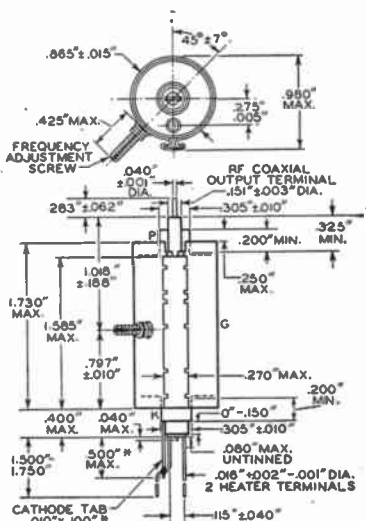 45°±7°
.865"±.015"
.980" MAX.
.275" .005"
.425" MAX.
FREQUENCY ADJUSTMENT SCREW
.040" ±.001 DIA.
RF COAXIAL OUTPUT TERMINAL
.151"±.003" DIA.
.283"±.062"
.305"±.010"
.325" MIN.
P
.200" MIN.
.250" MAX.
1.018" ±.188"
1.730" MAX.
1.585" MAX.
G
.797" ±.010"
.270" MAX.
.200" MIN.
K
0"-.150"
.400" MAX.
.040" MAX.
.305"±.010"
.080" MAX. UNTINNED
1.500"- 1.750"
.500"* MAX.
.016"+.002"-.001" DIA.
2 HEATER TERMINALS
CATHODE TAB
.115"±.040"